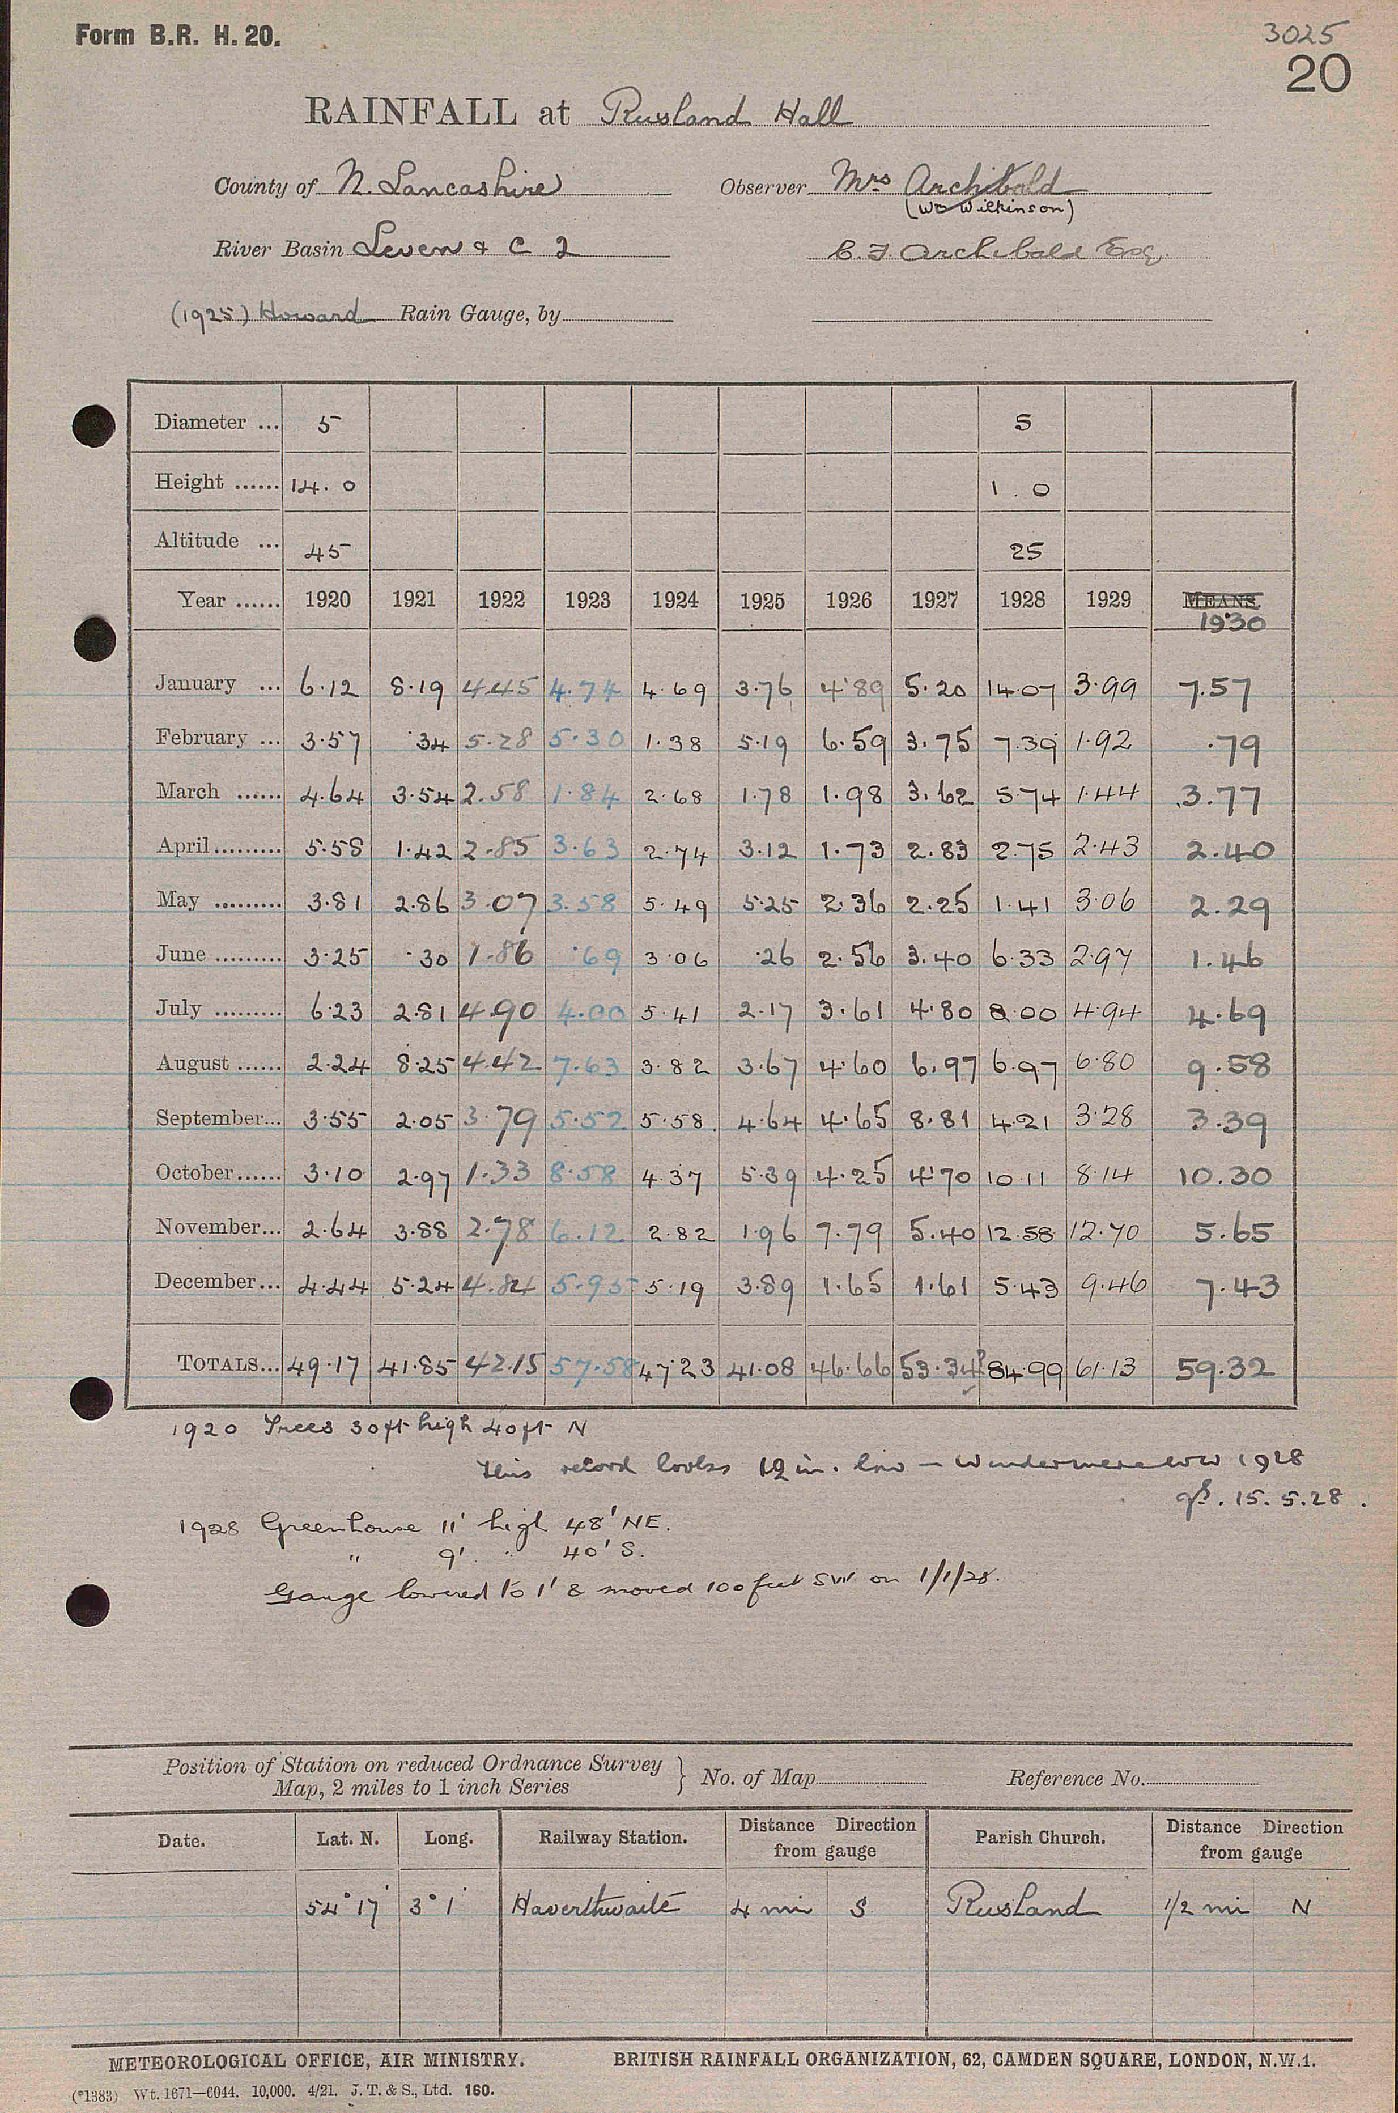 Form B.R. H. 20.
3025
20
RAINFALL at Rusland Hall
County of N. Lancashire Observer Mrs Archibald
(Wm Wilkinson)
River Basin Leven & C 2 C. F. Archibald Esq.
(1925) Howard Rain Gauge, by
Diameter ... 5 5
Height ...... 14.0 1.0
Altitude ... 45 25
Year ...... 1920 1921 1922 1923 1924 1925 1926 1927 1928 1929 MEANS.
1930
January ... 6.12 8.19 4.45 4.74 4.69 3.76 4.89 5.20 14.07 3.99 7.57
February ... 3.57 .34 5.28 5.30 1.38 5.19 6.59 3.75 7.39 1.92 .79
March ...... 4.64 3.54 2.58 1.84 2.68 1.78 1.98 3.62 5.74 1.44 3.77
April ......... 5.58 1.42 2.85 3.63 2.74 3.12 1.73 2.83 2.75 2.43 2.40
May ......... 3.81 2.86 3.07 3.58 5.49 5.25 2.36 2.25 1.41 3.06 2.29
June ......... 3.25 .30 1.86 .69 3.06 .26 2.56 3.40 6.33 2.97 1.46
July ......... 6.23 2.81 4.90 4.00 5.41 2.17 3.61 4.80 8.00 4.94 4.69
August ...... 2.24 8.25 4.42 7.63 3.82 3.67 4.60 6.97 6.97 6.80 9.58
September... 3.55 2.05 3.79 5.52 5.58 4.64 4.65 8.81 4.21 3.28 3.39
October ...... 3.10 2.97 1.33 8.58 4.37 5.39 4.25 4.70 10.11 8.14 10.30
November... 2.64 3.88 2.78 6.12 2.82 1.96 7.79 5.40 12.58 12.70 5.65
December... 4.44 5.24 4.84 5.95 5.19 3.89 1.65 1.61 5.43 9.46 7.43
TOTALS... 49.17 41.85 42.15 57.58 47.23 41.08 46.66 53.34 84.99 61.13 59.32
1920 Trees 30ft high 40ft N
This record looks 12 in. low – Windermere WW 1928
15.5.28.
1928 Greenhouse 11' high 48' NE.
" 9' " 40' S.
Gauge lowered to 1' & moved 100 feet SW on 1/1/28.
Position of Station on reduced Ordnance Survey
Map, 2 miles to 1 inch Series } No. of Map Reference No.
Date. Lat. N. Long. Railway Station. Distance Direction from gauge Parish Church. Distance Direction from gauge
54° 17' 3° 1' Haverthwaite 4 mi S Rusland 1/2 mi N
METEOROLOGICAL OFFICE, AIR MINISTRY. BRITISH RAINFALL ORGANIZATION, 62, CAMDEN SQUARE, LONDON, N.W.1.
(*1383) Wt. 1671—6044. 10,000. 4/21. J. T. & S., Ltd. 160.